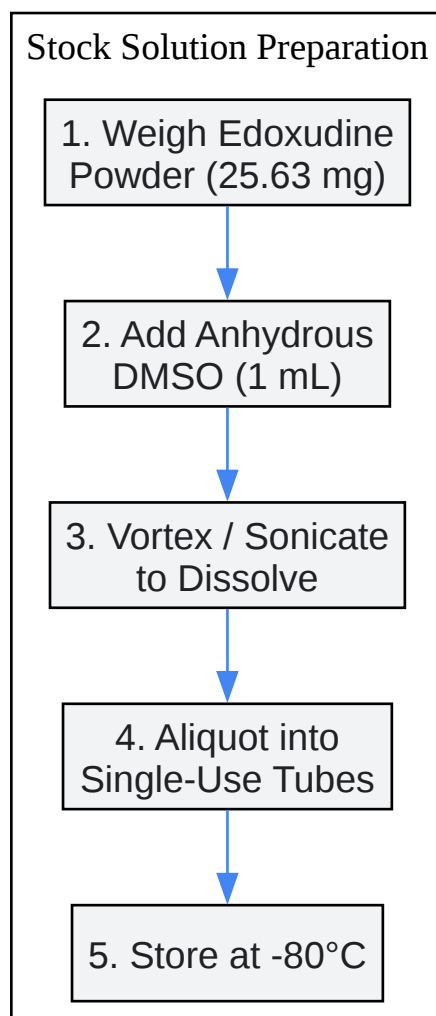 Stock Solution Preparation
1. Weigh Edoxudine
Powder (25.63 mg)
2. Add Anhydrous
DMSO (1 mL)
3. Vortex / Sonicate
to Dissolve
4. Aliquot into
Single-Use Tubes
5. Store at -80°C